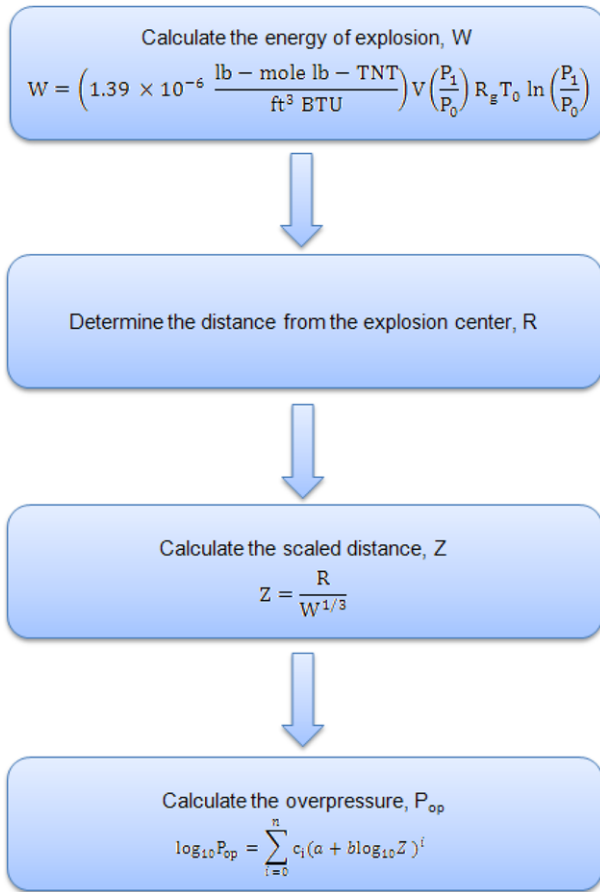 Calculate the energy of explosion, W
W = (1.39 × 10⁻⁶ lb − mole lb − TNT / ft³ BTU) V (P₁/P₀) R_g T₀ ln (P₁/P₀)
Determine the distance from the explosion center, R
Calculate the scaled distance, Z
Z = R / W^{1/3}
Calculate the overpressure, P_op
log₁₀P_op = ∑_{i=0}^{n} c_i(a + blog₁₀Z )^i